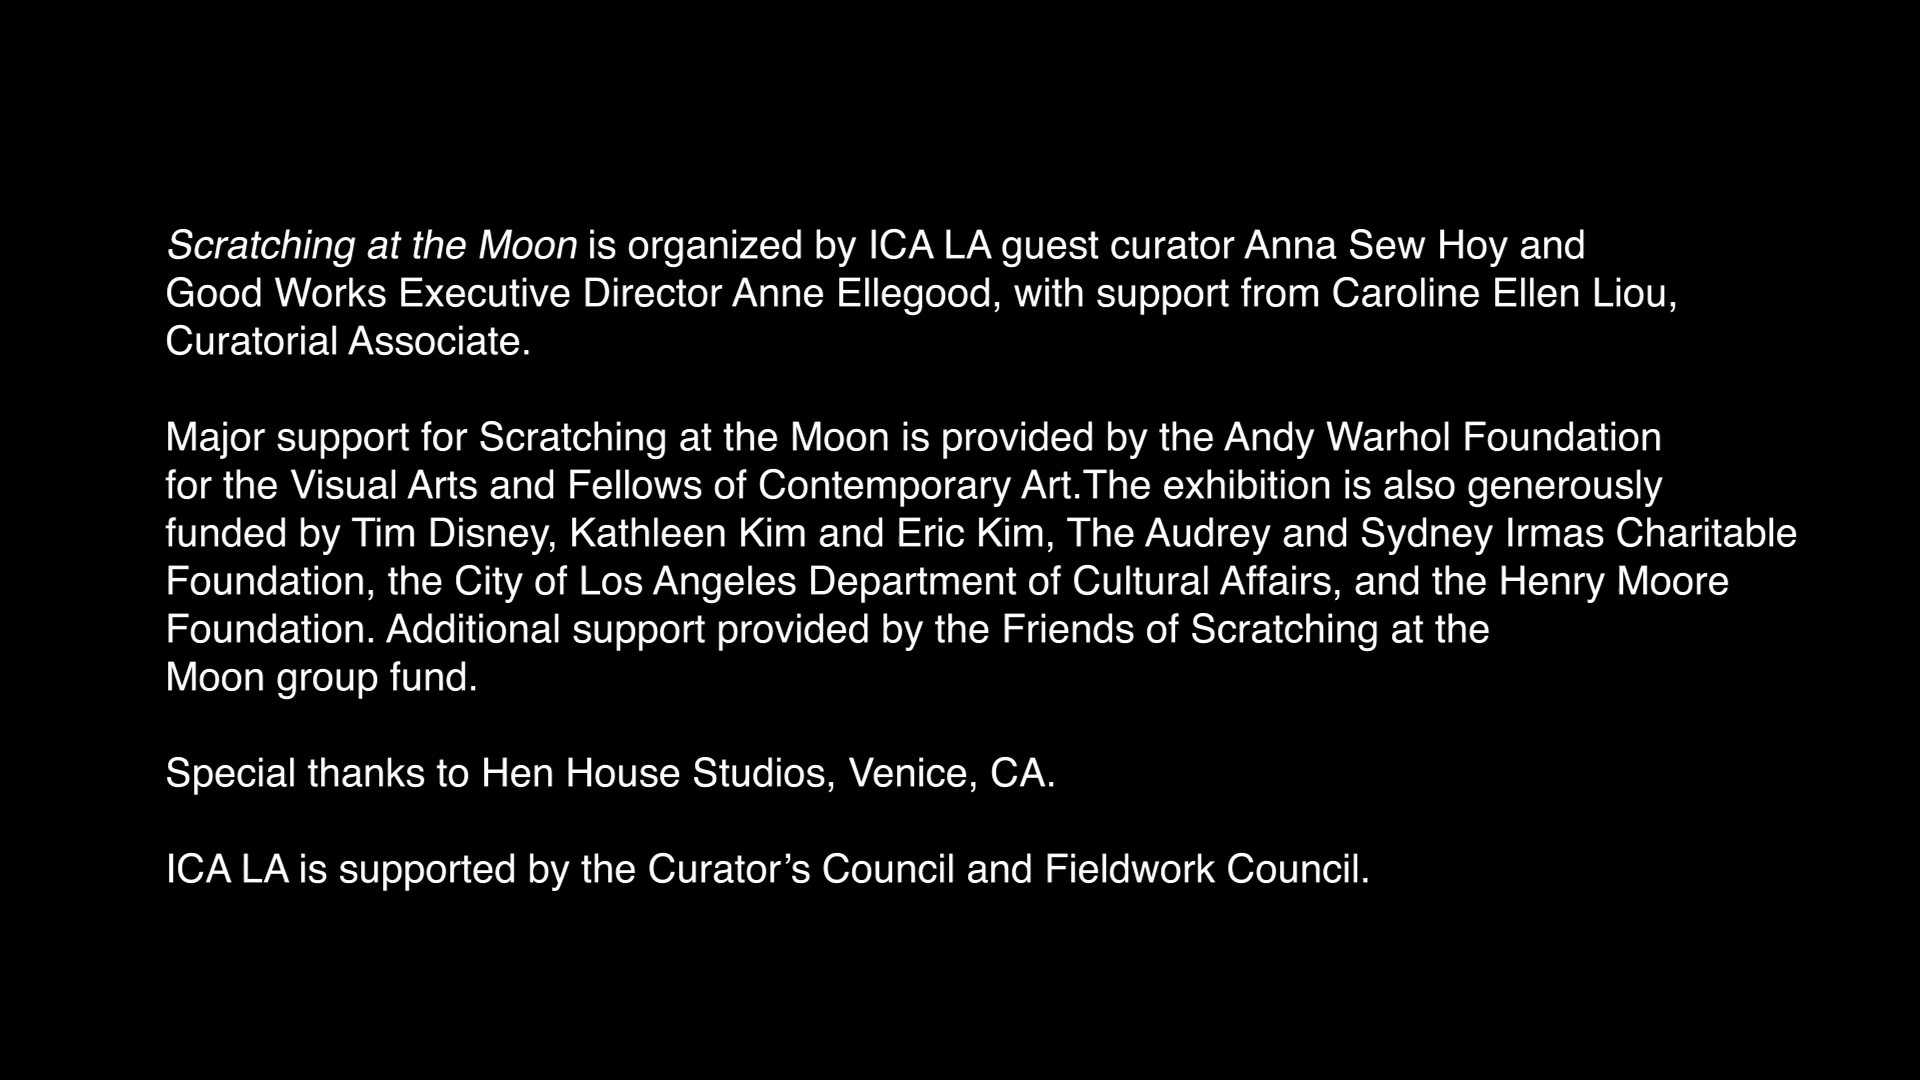 Scratching at the Moon is organized by ICA LA guest curator Anna Sew Hoy and
Good Works Executive Director Anne Ellegood, with support from Caroline Ellen Liou,
Curatorial Associate.
Major support for Scratching at the Moon is provided by the Andy Warhol Foundation
for the Visual Arts and Fellows of Contemporary Art.The exhibition is also generously
funded by Tim Disney, Kathleen Kim and Eric Kim, The Audrey and Sydney Irmas Charitable
Foundation, the City of Los Angeles Department of Cultural Affairs, and the Henry Moore
Foundation. Additional support provided by the Friends of Scratching at the
Moon group fund.
Special thanks to Hen House Studios, Venice, CA.
ICA LA is supported by the Curator’s Council and Fieldwork Council.